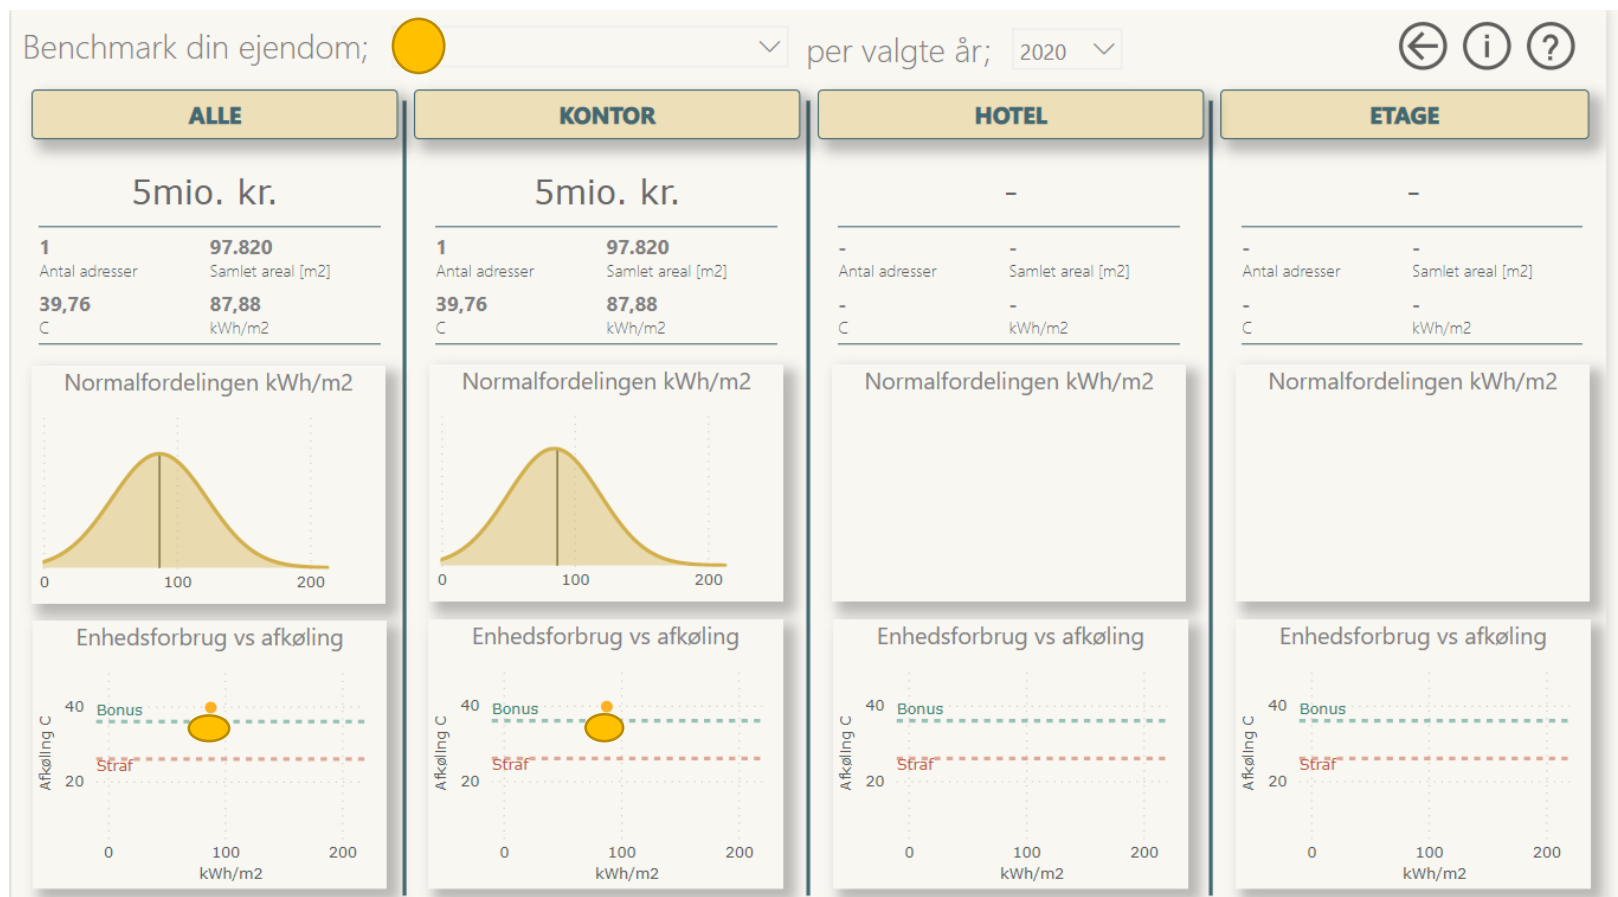 Benchmark din ejendom;
per valgte år;
2020
ALLE
5mio. kr.
1
97.820
Antal adresser
Samlet areal [m2]
39,76
87,88
C
kWh/m2
Normalfordelingen kWh/m2
0
100
200
Enhedsforbrug vs afkøling
Afkøling C
40
Bonus
Straf
20
0
100
200
kWh/m2
KONTOR
5mio. kr.
1
97.820
Antal adresser
Samlet areal [m2]
39,76
87,88
C
kWh/m2
Normalfordelingen kWh/m2
0
100
200
Enhedsforbrug vs afkøling
Afkøling C
40
Bonus
Straf
20
0
100
200
kWh/m2
HOTEL
-
-
-
Antal adresser
Samlet areal [m2]
-
-
C
kWh/m2
Normalfordelingen kWh/m2
Enhedsforbrug vs afkøling
Afkøling C
40
Bonus
Straf
20
0
100
200
kWh/m2
ETAGE
-
-
-
Antal adresser
Samlet areal [m2]
-
-
C
kWh/m2
Normalfordelingen kWh/m2
Enhedsforbrug vs afkøling
Afkøling C
40
Bonus
Straf
20
0
100
200
kWh/m2